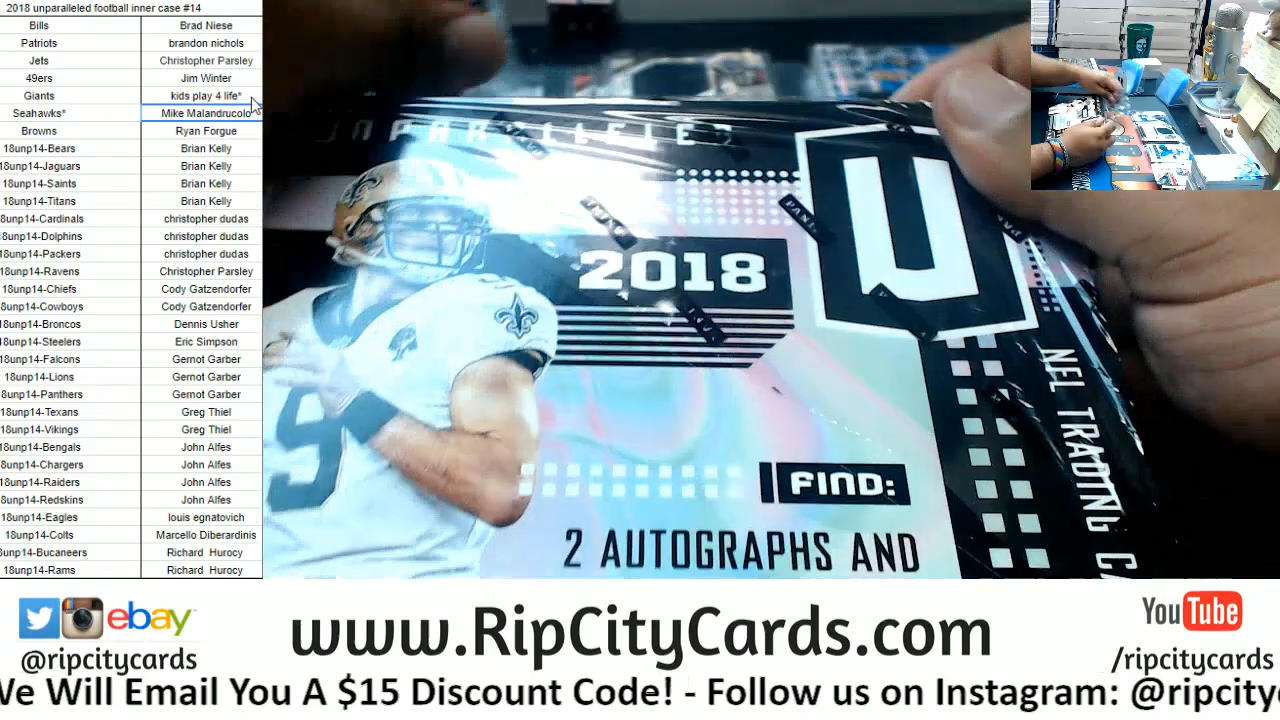 2018 unparalleled football inner case #14
Bills Brad Niese
Patriots brandon nichols
Jets Christopher Parsley
49ers Jim Winter
Giants kids play 4 life*
Seahawks* Mike Malandrucolo
Browns Ryan Forgue
18unp14-Bears Brian Kelly
18unp14-Jaguars Brian Kelly
18unp14-Saints Brian Kelly
18unp14-Titans Brian Kelly
8unp14-Cardinals christopher dudas
8unp14-Dolphins christopher dudas
8unp14-Packers christopher dudas
18unp14-Ravens Christopher Parsley
18unp14-Chiefs Cody Gatzendorfer
8unp14-Cowboys Cody Gatzendorfer
18unp14-Broncos Dennis Usher
18unp14-Steelers Eric Simpson
18unp14-Falcons Gernot Garber
18unp14-Lions Gernot Garber
8unp14-Panthers Gernot Garber
18unp14-Texans Greg Thiel
18unp14-Vikings Greg Thiel
18unp14-Bengals John Alfes
8unp14-Chargers John Alfes
18unp14-Raiders John Alfes
8unp14-Redskins John Alfes
18unp14-Eagles louis egnatovich
18unp14-Colts Marcello Diberardinis
8unp14-Bucaneers Richard Hurocy
18unp14-Rams Richard Hurocy
U
2018
9
FIND:
2 AUTOGRAPHS AND
NFL TRADING C
ebay
@ripcitycards
www.RipCityCards.com
YouTube
/ripcitycards
We Will Email You A $15 Discount Code! - Follow us on Instagram: @ripcity